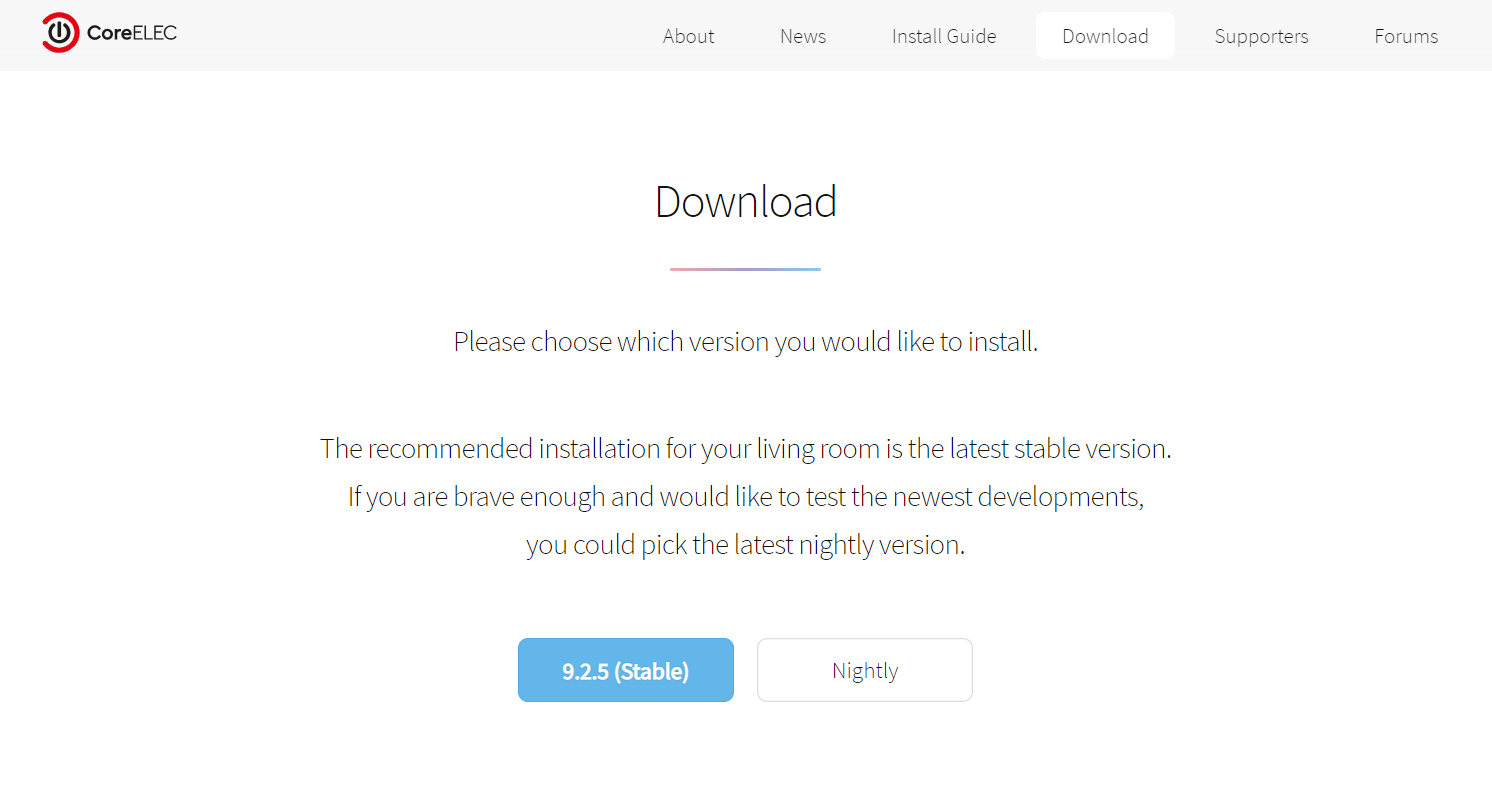 CoreELEC
About
News
Install Guide
Download
Supporters
Forums
Download
Please choose which version you would like to install.
The recommended installation for your living room is the latest stable version.
If you are brave enough and would like to test the newest developments,
you could pick the latest nightly version.
9.2.5 (Stable)
Nightly